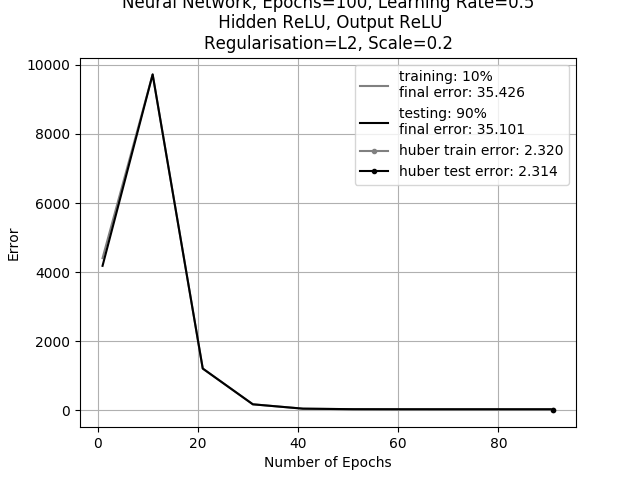 Neural Network, Epochs=100, Learning Rate=0.5
Hidden ReLU, Output ReLU
Regularisation=L2, Scale=0.2
10000
8000
6000
4000
2000
0
Error
training: 10%
final error: 35.426
testing: 90%
final error: 35.101
huber train error: 2.320
huber test error: 2.314
0 20 40 60 80
Number of Epochs